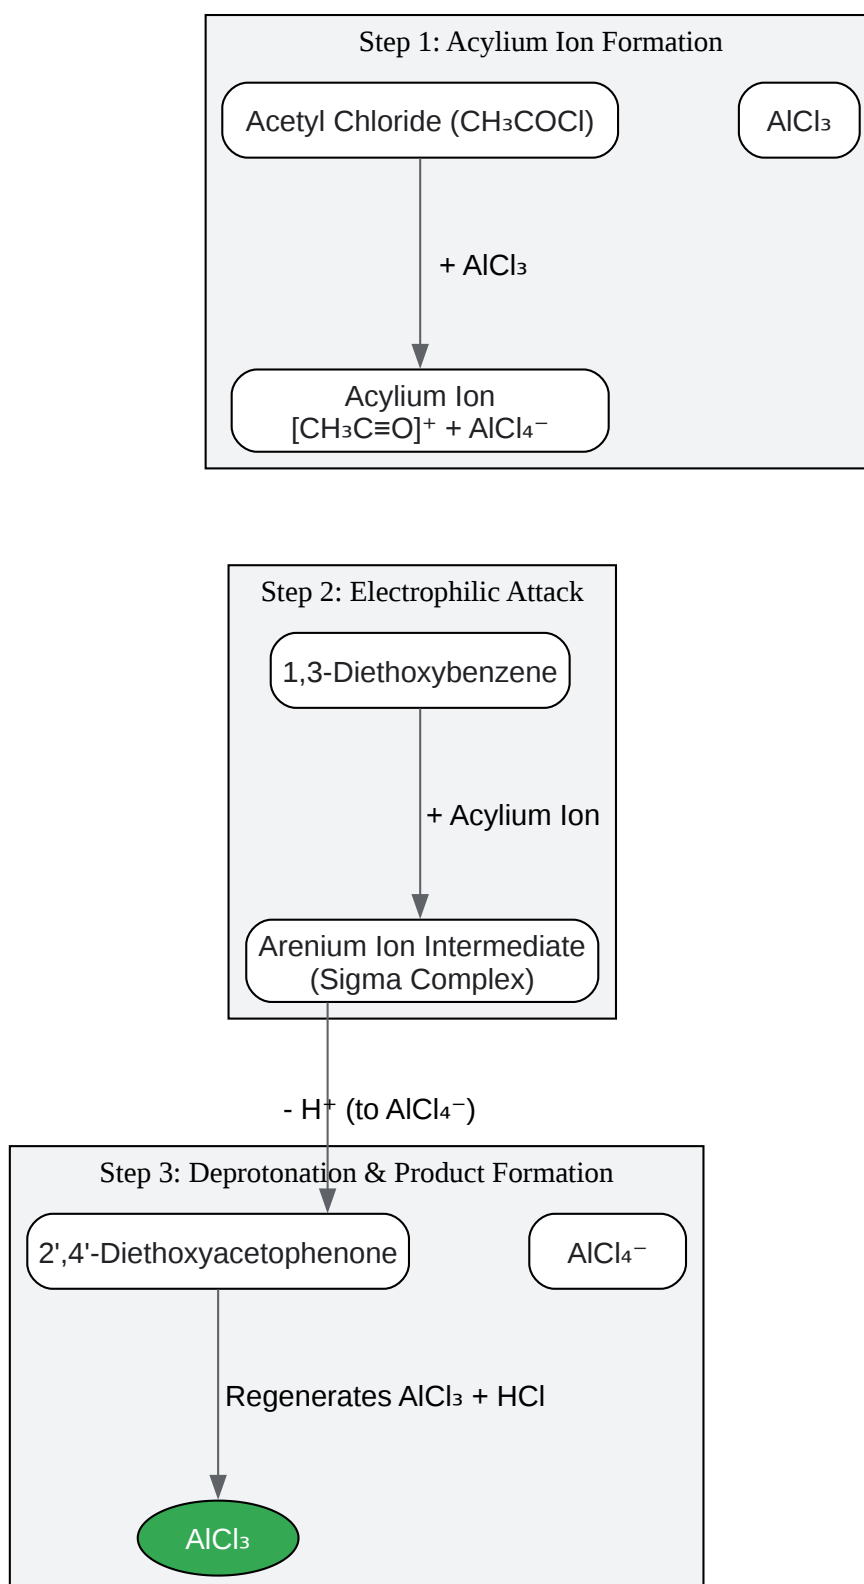 Step 1: Acylium Ion Formation
Acetyl Chloride (CH₃COCl)
AlCl₃
+ AlCl₃
Acylium Ion
[CH₃C≡O]⁺ + AlCl₄⁻
Step 2: Electrophilic Attack
1,3-Diethoxybenzene
+ Acylium Ion
Arenium Ion Intermediate
(Sigma Complex)
- H⁺ (to AlCl₄⁻)
Step 3: Deprotonation & Product Formation
2',4'-Diethoxyacetophenone
AlCl₄⁻
Regenerates AlCl₃ + HCl
AlCl₃